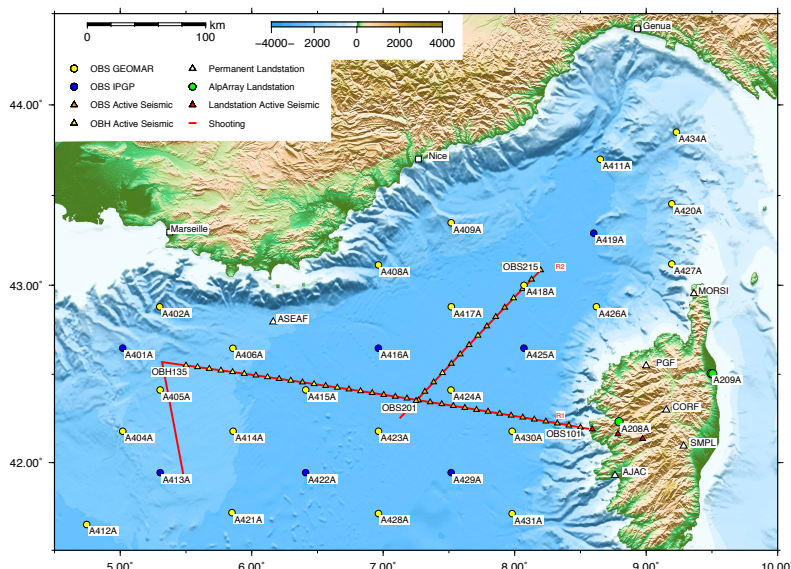 km
0 100
−4000− 2000 0 2000 4000
OBS GEOMAR
OBS IPGP
OBS Active Seismic
OBH Active Seismic
Permanent Landstation
AlpArray Landstation
Landstation Active Seismic
Shooting
Genua
44.00˚
A434A
Nice
A411A
A420A
Marseille
A409A
A419A
43.00˚
A408A
OBS215
R2
A427A
A418A
MORSI
A402A
ASEAF
A417A
A426A
A401A
A406A
A416A
A425A
PGF
OBH135
A209A
A405A
A415A
A424A
OBS201
CORF
R1
A404A
A414A
A423A
A430A
OBS101
A208A
SMPL
42.00˚
A413A
A422A
A429A
AJAC
A412A
A421A
A428A
A431A
5.00˚ 6.00˚ 7.00˚ 8.00˚ 9.00˚ 10.00